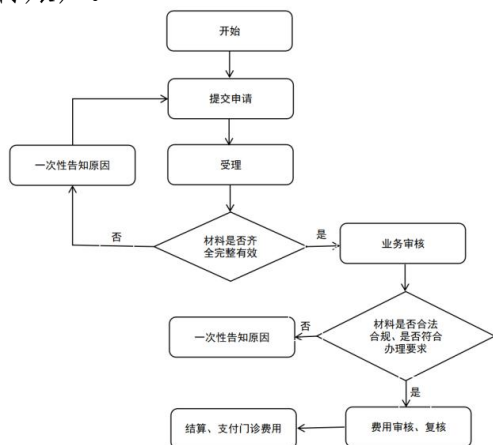 开始
提交申请
一次性告知原因
受理
材料是否齐
全完整有效
否
是
业务审核
材料是否合法
合规、是否符合
办理要求
否
一次性告知原因
是
费用审核、复核
结算、支付门诊费用